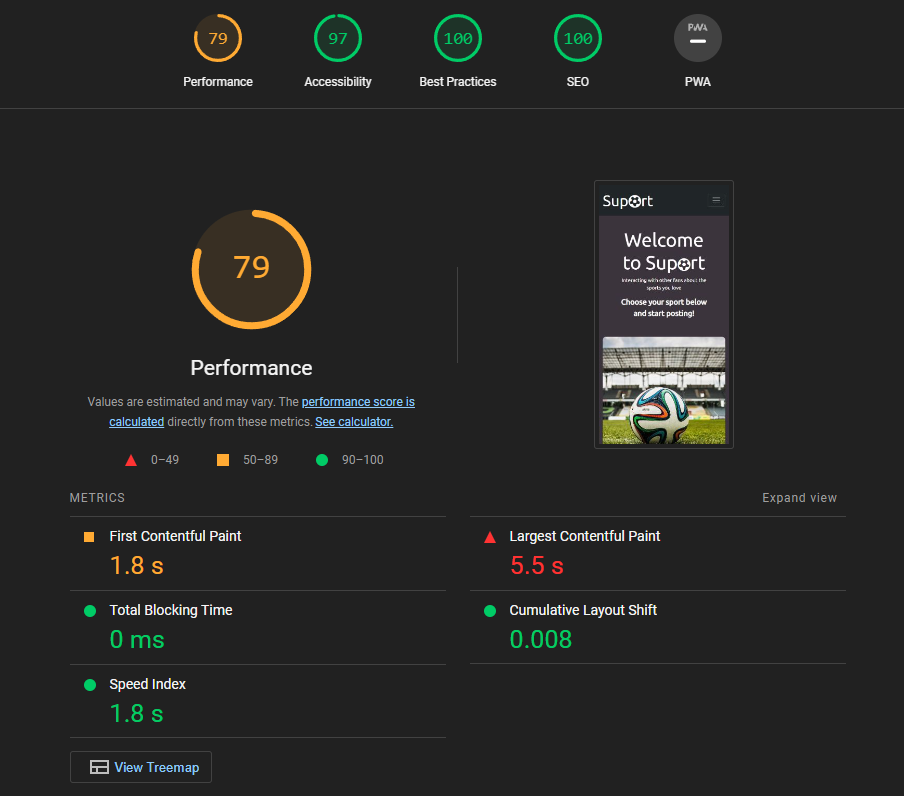 79
97
100
100
PWA
Performance
Accessibility
Best Practices
SEO
PWA
79
Performance
Values are estimated and may vary. The performance score is
calculated directly from these metrics. See calculator.
0–49
50–89
90–100
Suport
Welcome
to Suport
Interacting with other fans about the
sports you love
Choose your sport below
and start posting!
METRICS
Expand view
First Contentful Paint
1.8 s
Largest Contentful Paint
5.5 s
Total Blocking Time
0 ms
Cumulative Layout Shift
0.008
Speed Index
1.8 s
View Treemap